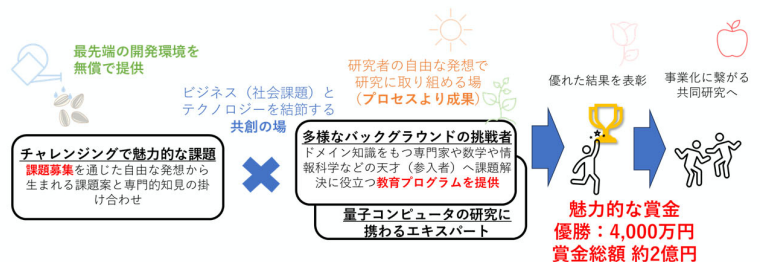 最先端の開発環境を
無償で提供
ビジネス（社会課題）と
テクノロジーを結節する
共創の場
研究者の自由な発想で
研究に取り組める場
（プロセスより成果）
優れた結果を表彰
事業化に繋がる
共同研究へ
チャレンジングで魅力的な課題
課題募集を通じた自由な発想から
生まれる課題案と専門的知見の掛
け合わせ
多様なバックグラウンドの挑戦者
ドメイン知識をもつ専門家や数学や情
報科学などの天才（参入者）へ課題解
決に役立つ教育プログラムを提供
量子コンピュータの研究に
携わるエキスパート
魅力的な賞金
優勝：4,000万円
賞金総額 約2億円